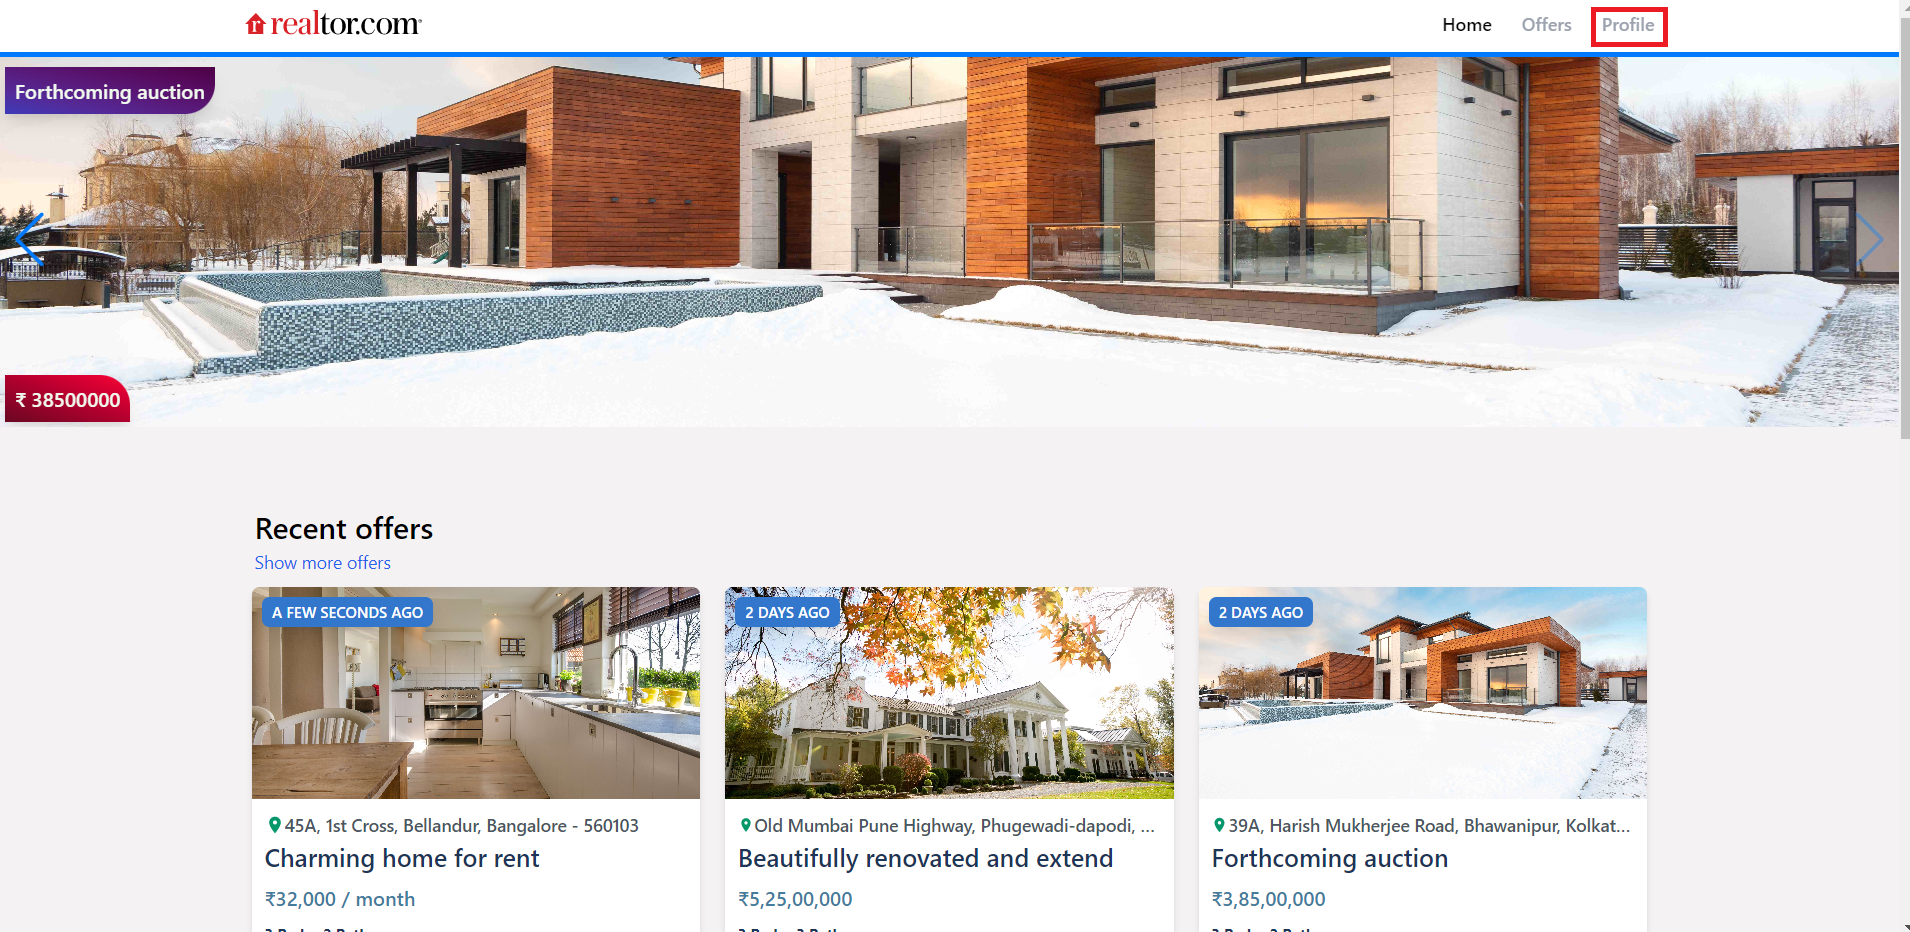 realtor.com
Home Offers Profile
Forthcoming auction
₹ 38500000
Recent offers
Show more offers
A FEW SECONDS AGO
45A, 1st Cross, Bellandur, Bangalore - 560103
Charming home for rent
₹32,000 / month
2 DAYS AGO
Old Mumbai Pune Highway, Phugewadi-dapodi, ...
Beautifully renovated and extend
₹5,25,00,000
2 DAYS AGO
39A, Harish Mukherjee Road, Bhawanipur, Kolkat...
Forthcoming auction
₹3,85,00,000